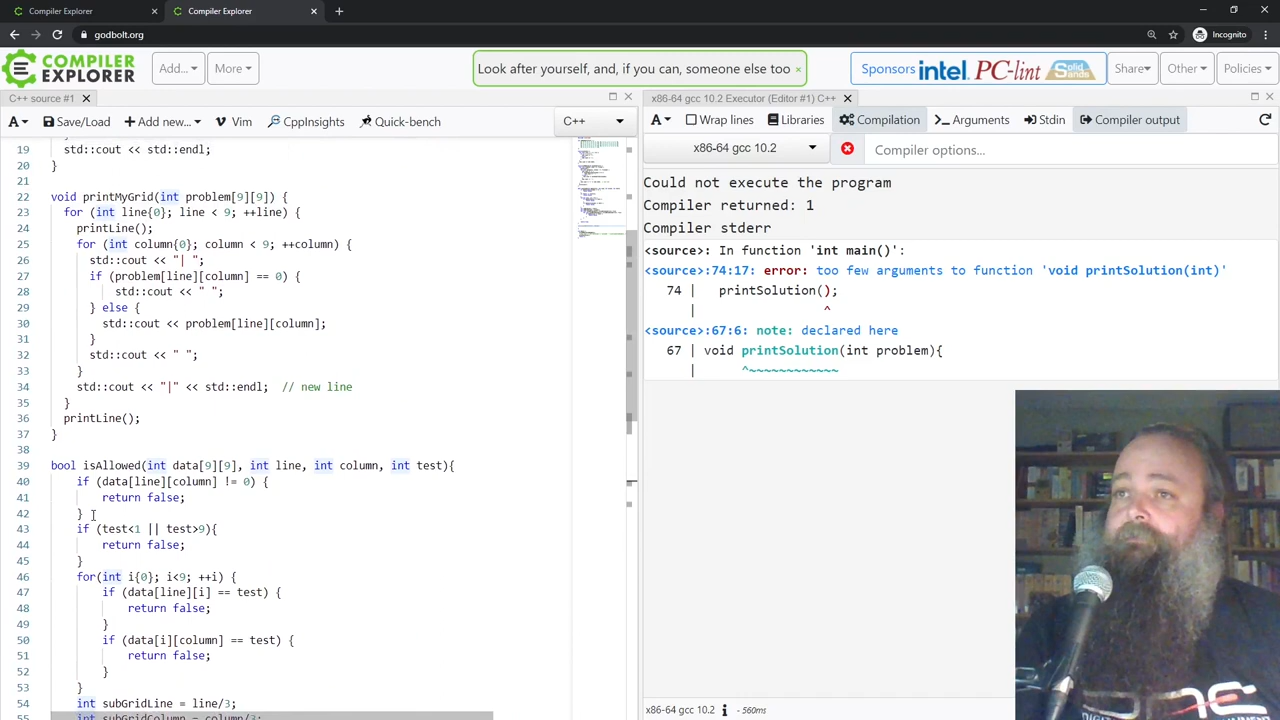 Compiler Explorer × Compiler Explorer × +
godbolt.org Incognito
COMPILER EXPLORER Add... More Look after yourself, and, if you can, someone else too × Sponsors intel PC-lint Solid Sands Share Other Policies
C++ source #1 ×
A Save/Load + Add new... Vim CppInsights Quick-bench C++
19 std::cout << std::endl;
20 }
21
22 void printMyGrid(int problem[9][9]) {
23 for (int line{0}; line < 9; ++line) {
24 printLine();
25 for (int column{0}; column < 9; ++column) {
26 std::cout << "| ";
27 if (problem[line][column] == 0) {
28 std::cout << " ";
29 } else {
30 std::cout << problem[line][column];
31 }
32 std::cout << " ";
33 }
34 std::cout << "|" << std::endl; // new line
35 }
36 printLine();
37 }
38
39 bool isAllowed(int data[9][9], int line, int column, int test){
40 if (data[line][column] != 0) {
41 return false;
42 }
43 if (test<1 || test>9){
44 return false;
45 }
46 for(int i{0}; i<9; ++i) {
47 if (data[line][i] == test) {
48 return false;
49 }
50 if (data[i][column] == test) {
51 return false;
52 }
53 }
54 int subGridLine = line/3;
55 int subGridColumn = column/3;
x86-64 gcc 10.2 Executor (Editor #1) C++ ×
A Wrap lines Libraries Compilation Arguments Stdin Compiler output
x86-64 gcc 10.2 Compiler options...
Could not execute the program
Compiler returned: 1
Compiler stderr
<source>: In function 'int main()':
<source>:74:17: error: too few arguments to function 'void printSolution(int)'
74 | printSolution();
| ^
<source>:67:6: note: declared here
67 | void printSolution(int problem){
| ^~~~~~~~~~~~~
x86-64 gcc 10.2 i - 560ms